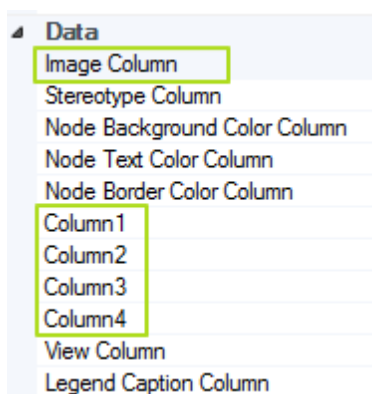 Data
Image Column
Stereotype Column
Node Background Color Column
Node Text Color Column
Node Border Color Column
Column1
Column2
Column3
Column4
View Column
Legend Caption Column